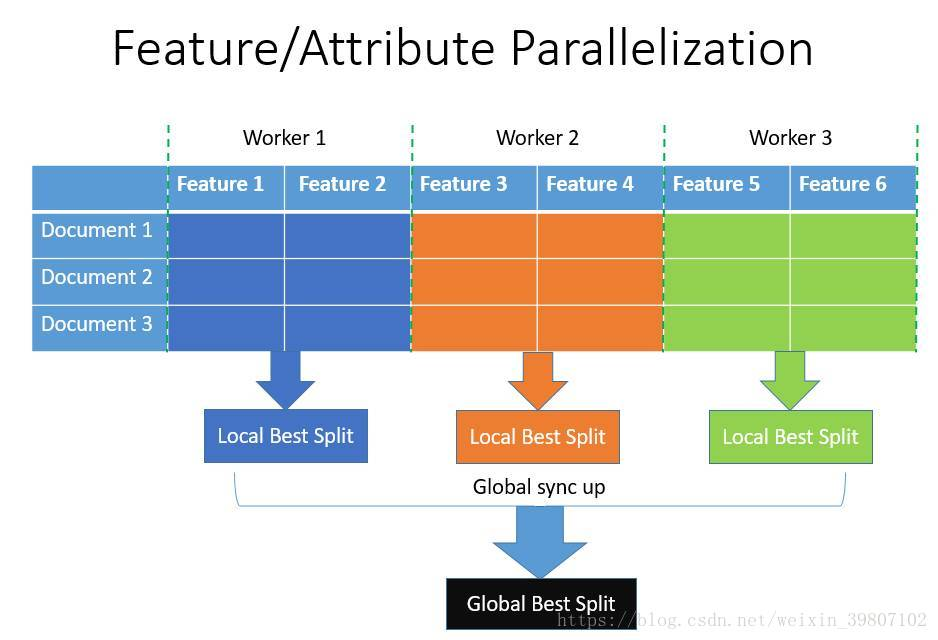 Feature/Attribute Parallelization
Worker 1 Worker 2 Worker 3
Feature 1 Feature 2 Feature 3 Feature 4 Feature 5 Feature 6
Document 1
Document 2
Document 3
Local Best Split Local Best Split Local Best Split
Global sync up
Global Best Split
https://blog.csdn.net/weixin_39807102